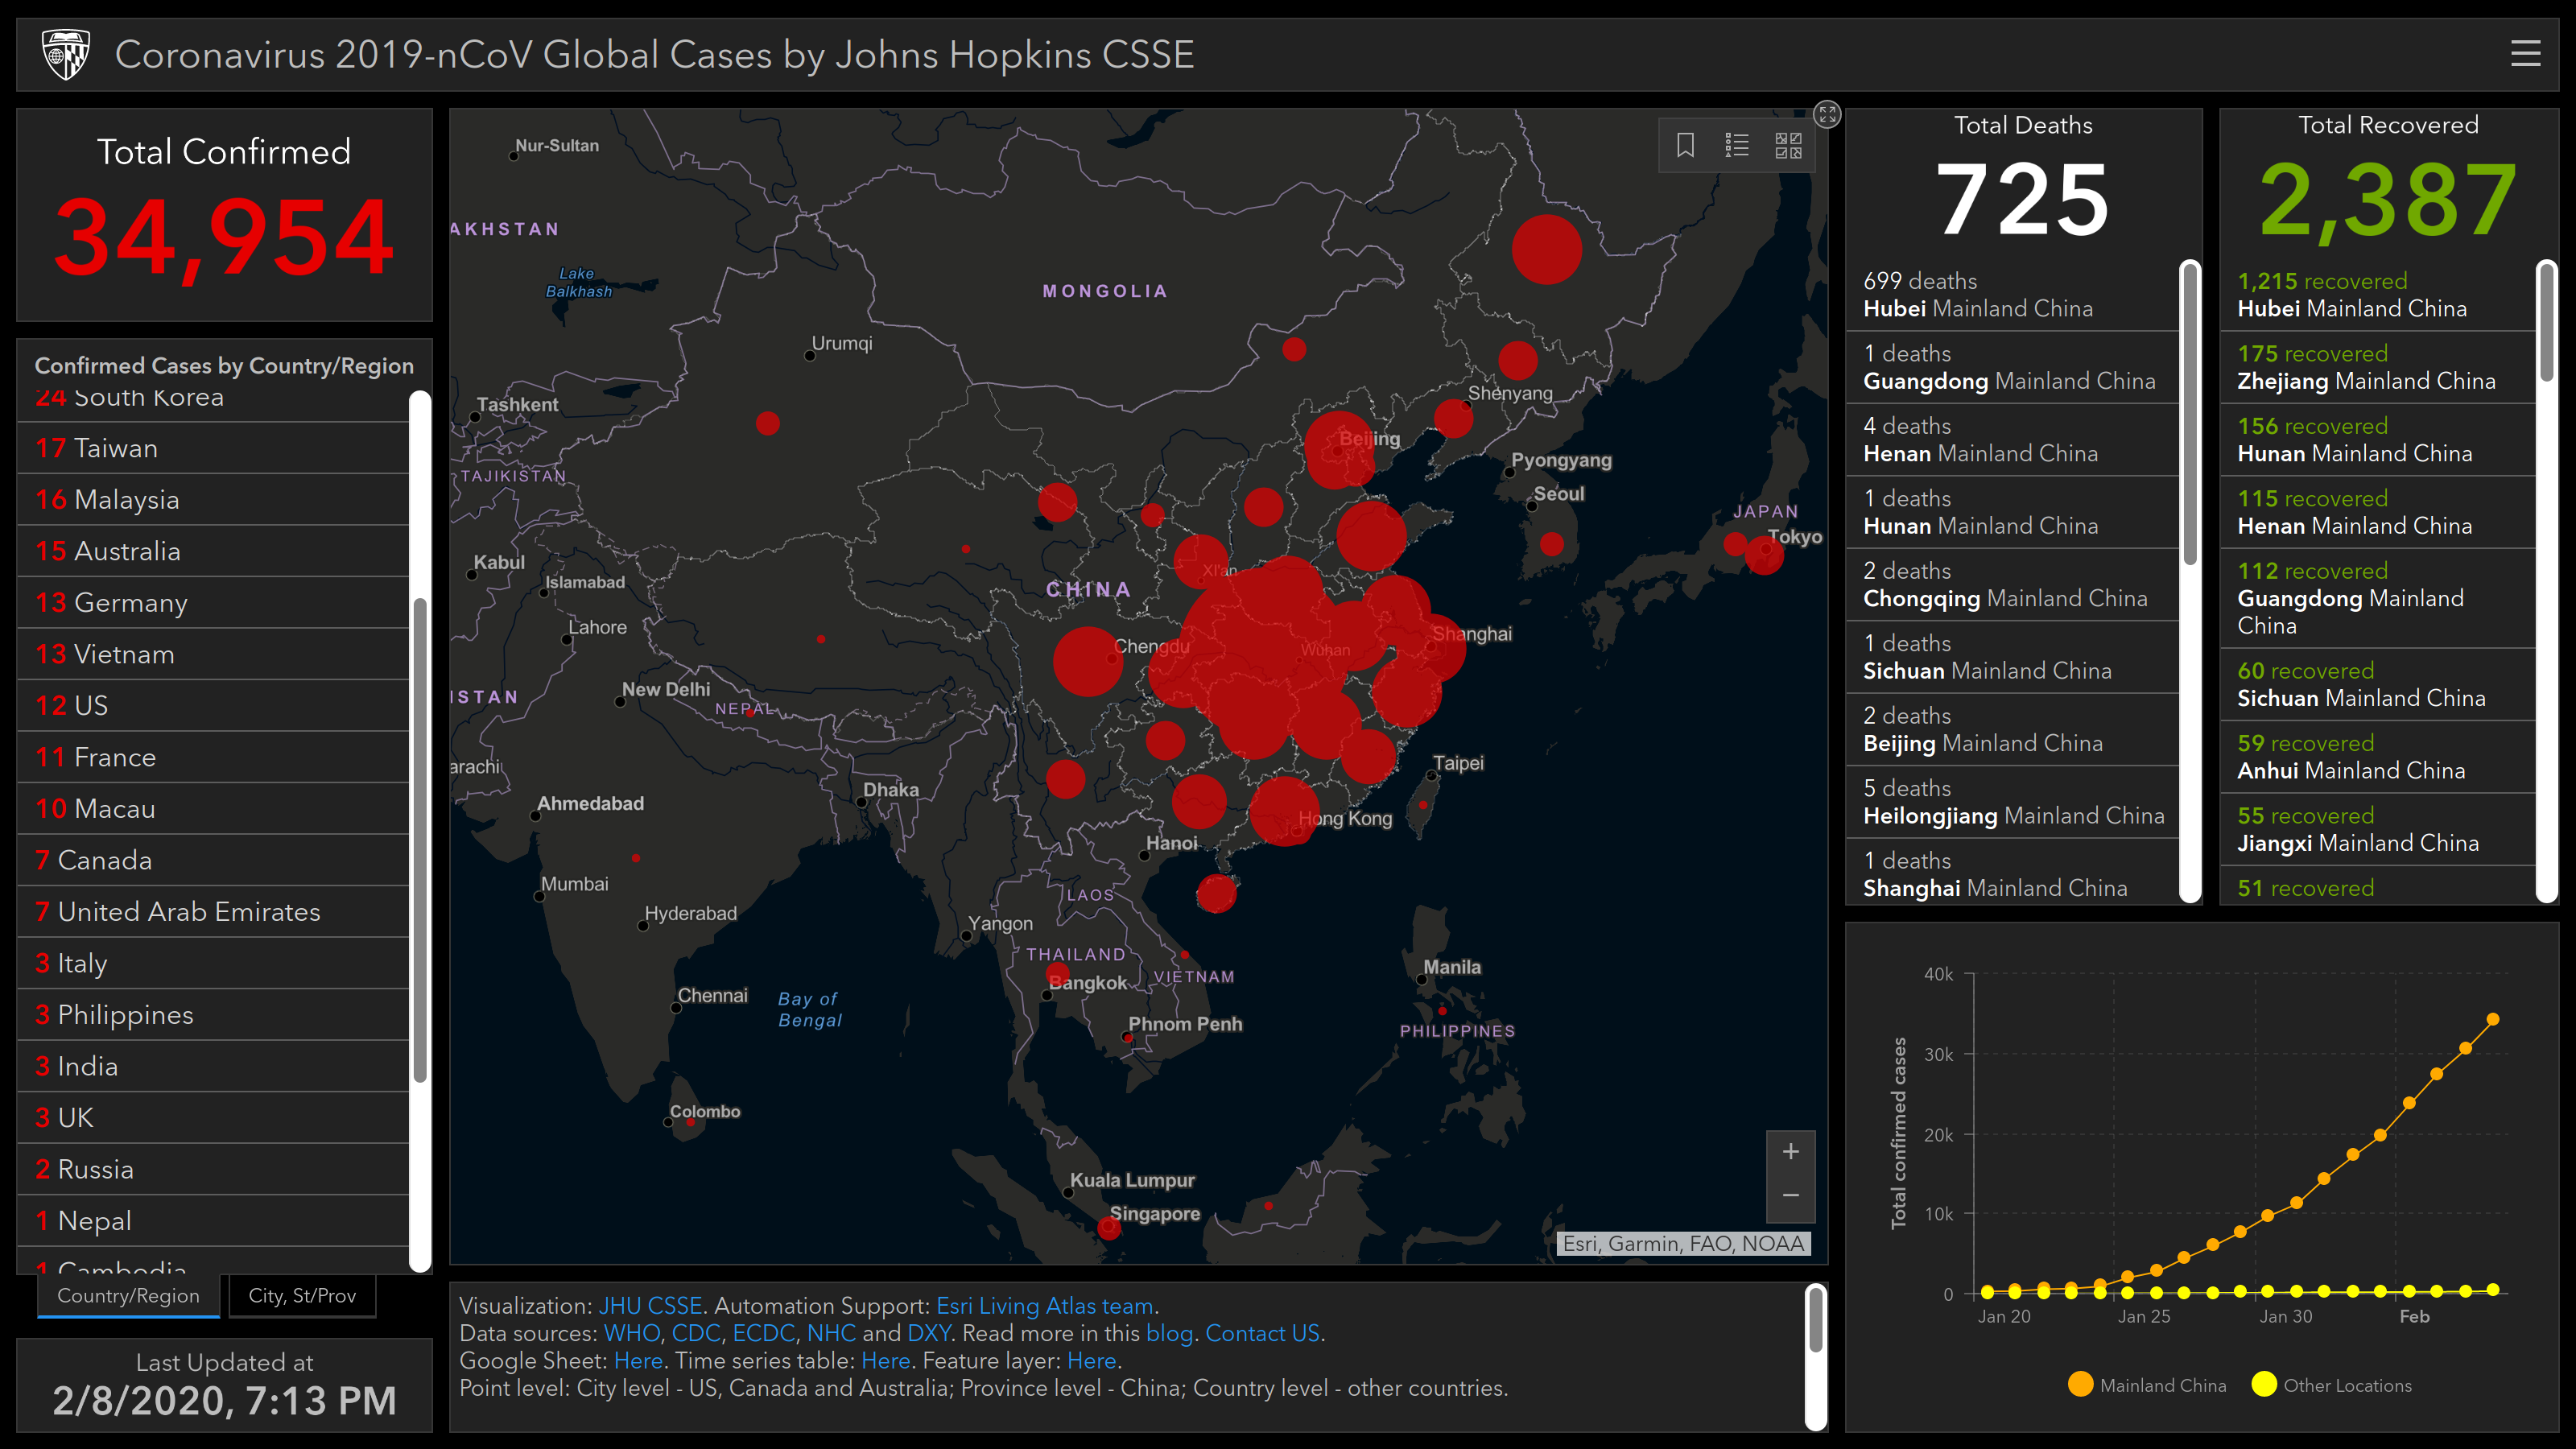 Coronavirus 2019-nCoV Global Cases by Johns Hopkins CSSE
Total Confirmed
34,954
Confirmed Cases by Country/Region
24 South Korea
17 Taiwan
16 Malaysia
15 Australia
13 Germany
13 Vietnam
12 US
11 France
10 Macau
7 Canada
7 United Arab Emirates
3 Italy
3 Philippines
3 India
3 UK
2 Russia
1 Nepal
1 Cambodia
Country/Region
City, St/Prov
Last Updated at
2/8/2020, 7:13 PM
Nur-Sultan
AKHSTAN
Lake
Balkhash
MONGOLIA
Urumqi
Shenyang
Tashkent
Beijing
TAJIKISTAN
Pyongyang
Seoul
JAPAN
Tokyo
Kabul
Xi'an
Islamabad
CHINA
Lahore
Shanghai
Chengdu
Wuhan
New Delhi
ISTAN
NEPAL
arachi
Taipei
Dhaka
Ahmedabad
Hong Kong
Hanoi
Mumbai
LAOS
Hyderabad
Yangon
THAILAND
Manila
VIETNAM
Bangkok
Chennai
Bay of
Bengal
Phnom Penh
PHILIPPINES
Colombo
Kuala Lumpur
Singapore
+
−
Esri, Garmin, FAO, NOAA
Visualization: JHU CSSE. Automation Support: Esri Living Atlas team.
Data sources: WHO, CDC, ECDC, NHC and DXY. Read more in this blog. Contact US.
Google Sheet: Here. Time series table: Here. Feature layer: Here.
Point level: City level - US, Canada and Australia; Province level - China; Country level - other countries.
Total Deaths
725
699 deaths
Hubei Mainland China
1 deaths
Guangdong Mainland China
4 deaths
Henan Mainland China
1 deaths
Hunan Mainland China
2 deaths
Chongqing Mainland China
1 deaths
Sichuan Mainland China
2 deaths
Beijing Mainland China
5 deaths
Heilongjiang Mainland China
1 deaths
Shanghai Mainland China
Total Recovered
2,387
1,215 recovered
Hubei Mainland China
175 recovered
Zhejiang Mainland China
156 recovered
Hunan Mainland China
115 recovered
Henan Mainland China
112 recovered
Guangdong Mainland
China
60 recovered
Sichuan Mainland China
59 recovered
Anhui Mainland China
55 recovered
Jiangxi Mainland China
51 recovered
Total confirmed cases
40k
30k
20k
10k
0
Jan 20
Jan 25
Jan 30
Feb
Mainland China
Other Locations